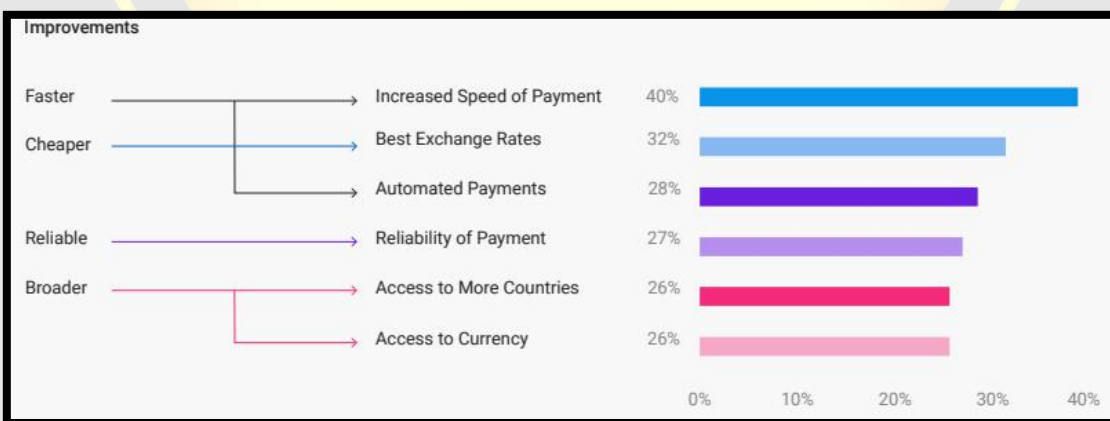 Improvements
Faster Increased Speed of Payment 40%
Cheaper Best Exchange Rates 32%
Automated Payments 28%
Reliable Reliability of Payment 27%
Broader Access to More Countries 26%
Access to Currency 26%
0% 10% 20% 30% 40%